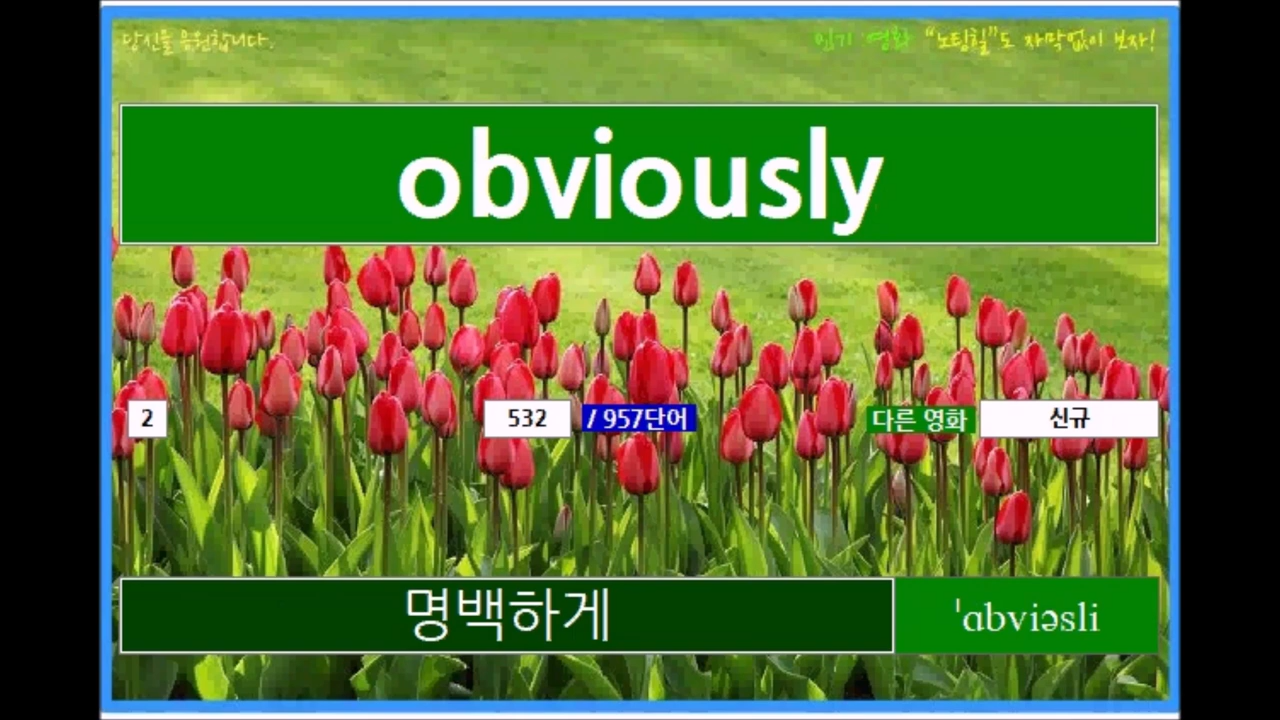 당신을 응원합니다.
인기 영화 “노팅힐”도 자막없이 보자!
obviously
2
532
/ 957단어
다른 영화
신규
명백하게
ˈɑbviəsli